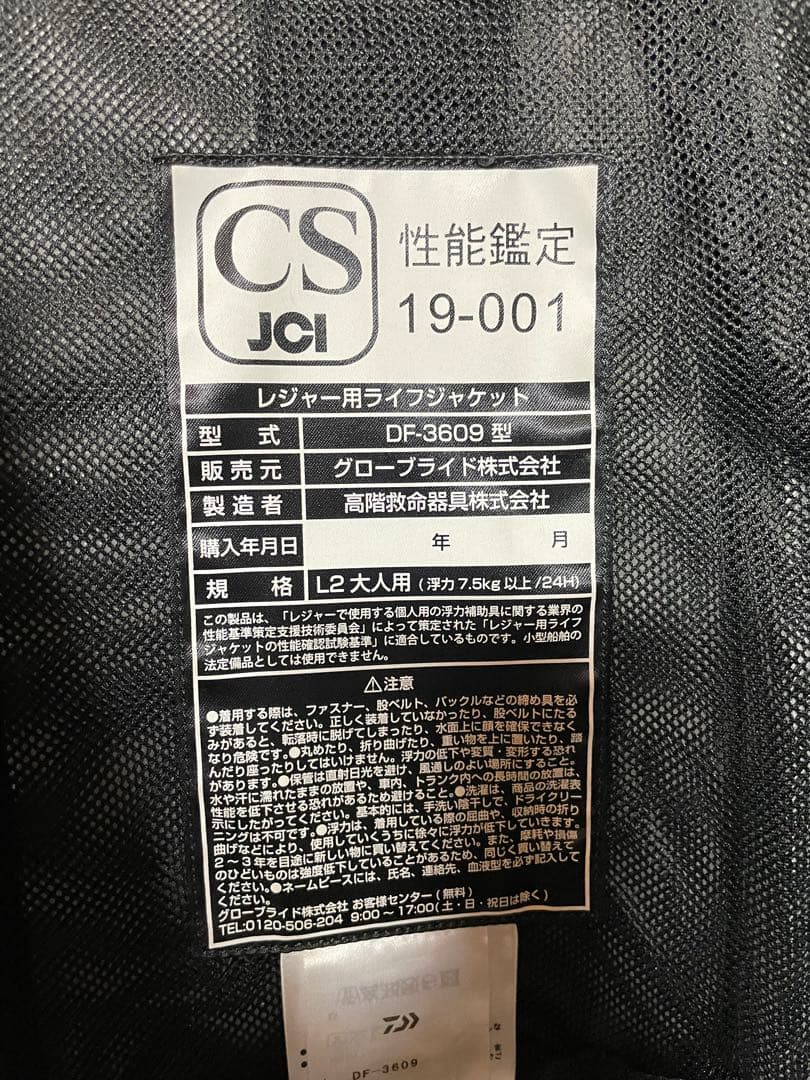 CS
JCI
性能鑑定
19-001
レジャー用ライフジャケット
型 式 DF-3609 型
販売元 グローブライド株式会社
製造者 高階救命器具株式会社
購入年月日 年 月
規 格 L2 大人用 (浮力 7.5kg 以上/24H)
この製品は、「レジャーで使用する個人用の浮力補助具に関する業界の
性能基準策定支援技術委員会」によって策定された「レジャー用ライフ
ジャケットの性能確認試験基準」に適合しているものです。小型船舶の
法定備品としては使用できません。
⚠注意
●着用する際は、ファスナー、股ベルト、バックルなどの締め具を必
ず装着してください。正しく装着していなかったり、股ベルトにたる
みがあると、転落時に脱げてしまったり、水面上に顔を確保できなく
なり危険です。●丸めたり、折り曲げたり、重い物を上に置いたり、踏
んだり座ったりしてはいけません。浮力の低下や変質・変形する恐れ
があります。●保管は直射日光を避け、風通しのよい場所にすること。
水や汗に濡れたままの放置や、車内、トランク内への長時間の放置は、
性能を低下させる恐れがあるため避けること。●洗濯は、商品の洗濯表
示にしたがってください。基本的には、手洗い陰干しで、ドライクリー
ニングは不可です。●浮力は、着用している際の屈曲や、収納時の折り
曲げなどにより、使用していくうちに徐々に浮力が低下していきます。
2～3年を目途に新しい物に買い替えてください。また、摩耗や損傷
のひどいものは強度低下していることがあるため、同じく買い替えて
ください。●ネームピースには、氏名、連絡先、血液型を必ず記入して
ください。
グローブライド株式会社 お客様センター(無料)
TEL:0120-506-204 9:00～17:00(土・日・祝日は除く)
DF-3609